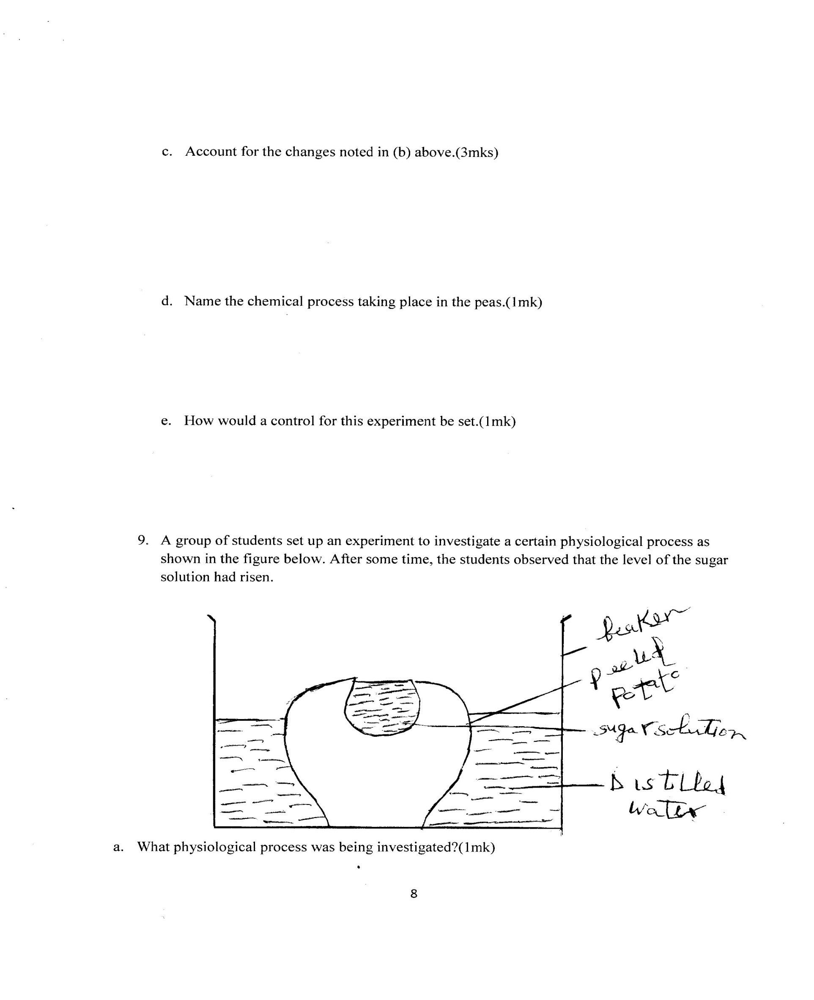 c. Account for the changes noted in (b) above.(3mks)
d. Name the chemical process taking place in the peas.(1mk)
e. How would a control for this experiment be set.(1mk)
9. A group of students set up an experiment to investigate a certain physiological process as
shown in the figure below. After some time, the students observed that the level of the sugar
solution had risen.
beaker
peeled
potato
sugar solution
Distilled
water
a. What physiological process was being investigated?(1mk)
8